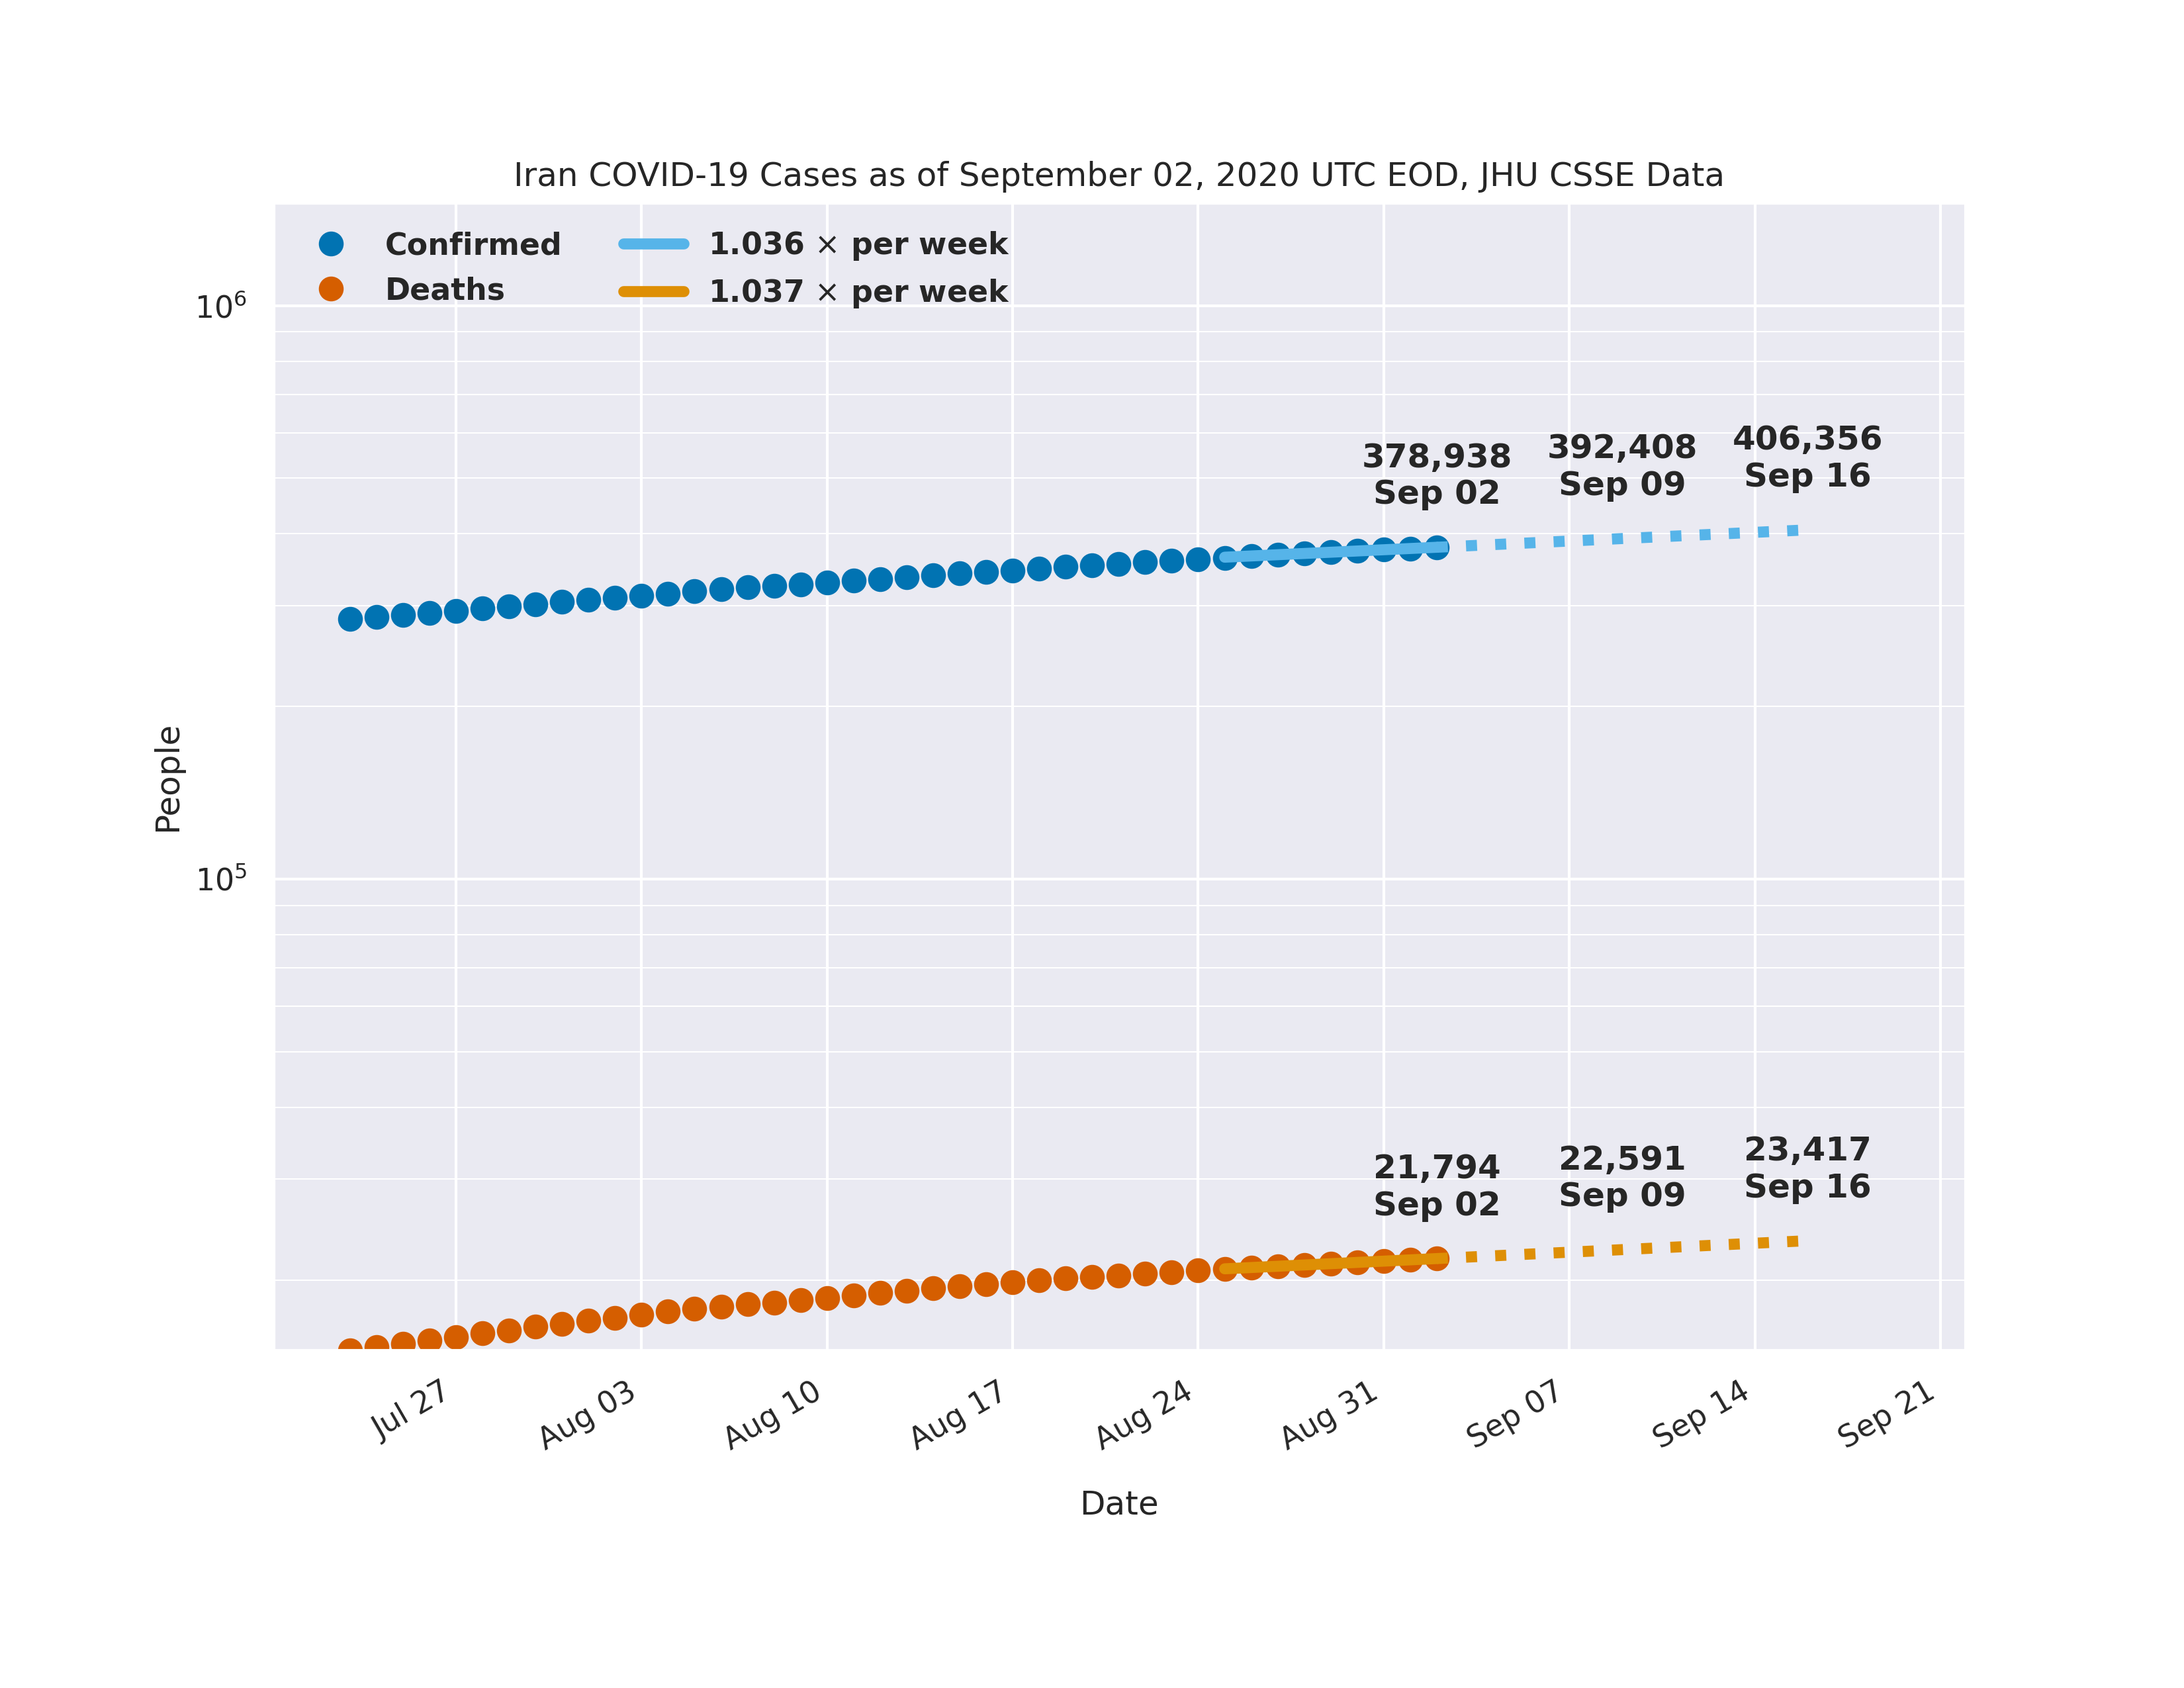 Iran COVID-19 Cases as of September 02, 2020 UTC EOD, JHU CSSE Data
Confirmed
Deaths
1.036 × per week
1.037 × per week
10⁶
10⁵
People
378,938
Sep 02
392,408
Sep 09
406,356
Sep 16
21,794
Sep 02
22,591
Sep 09
23,417
Sep 16
Jul 27
Aug 03
Aug 10
Aug 17
Aug 24
Aug 31
Sep 07
Sep 14
Sep 21
Date